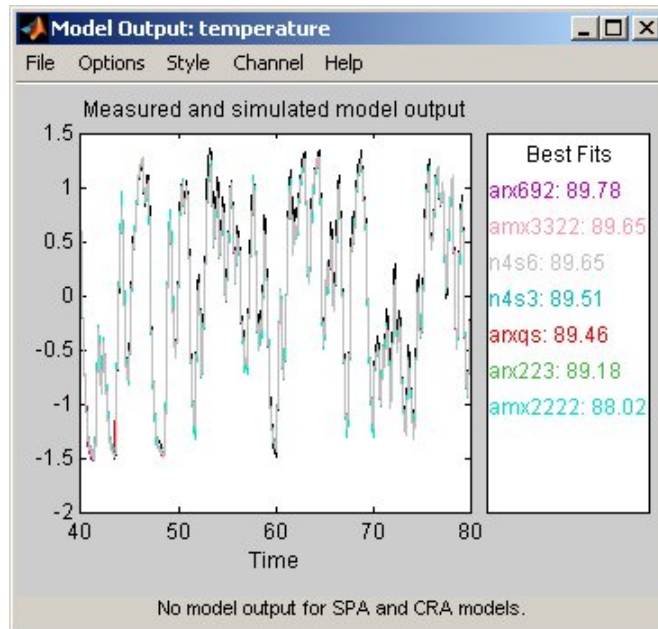 Model Output: temperature
File Options Style Channel Help
Measured and simulated model output
1.5
1
0.5
0
-0.5
-1
-1.5
-2
40 50 60 70 80
Time
Best Fits
arx692: 89.78
amx3322: 89.65
n4s6: 89.65
n4s3: 89.51
arxqs: 89.46
arx223: 89.18
amx2222: 88.02
No model output for SPA and CRA models.